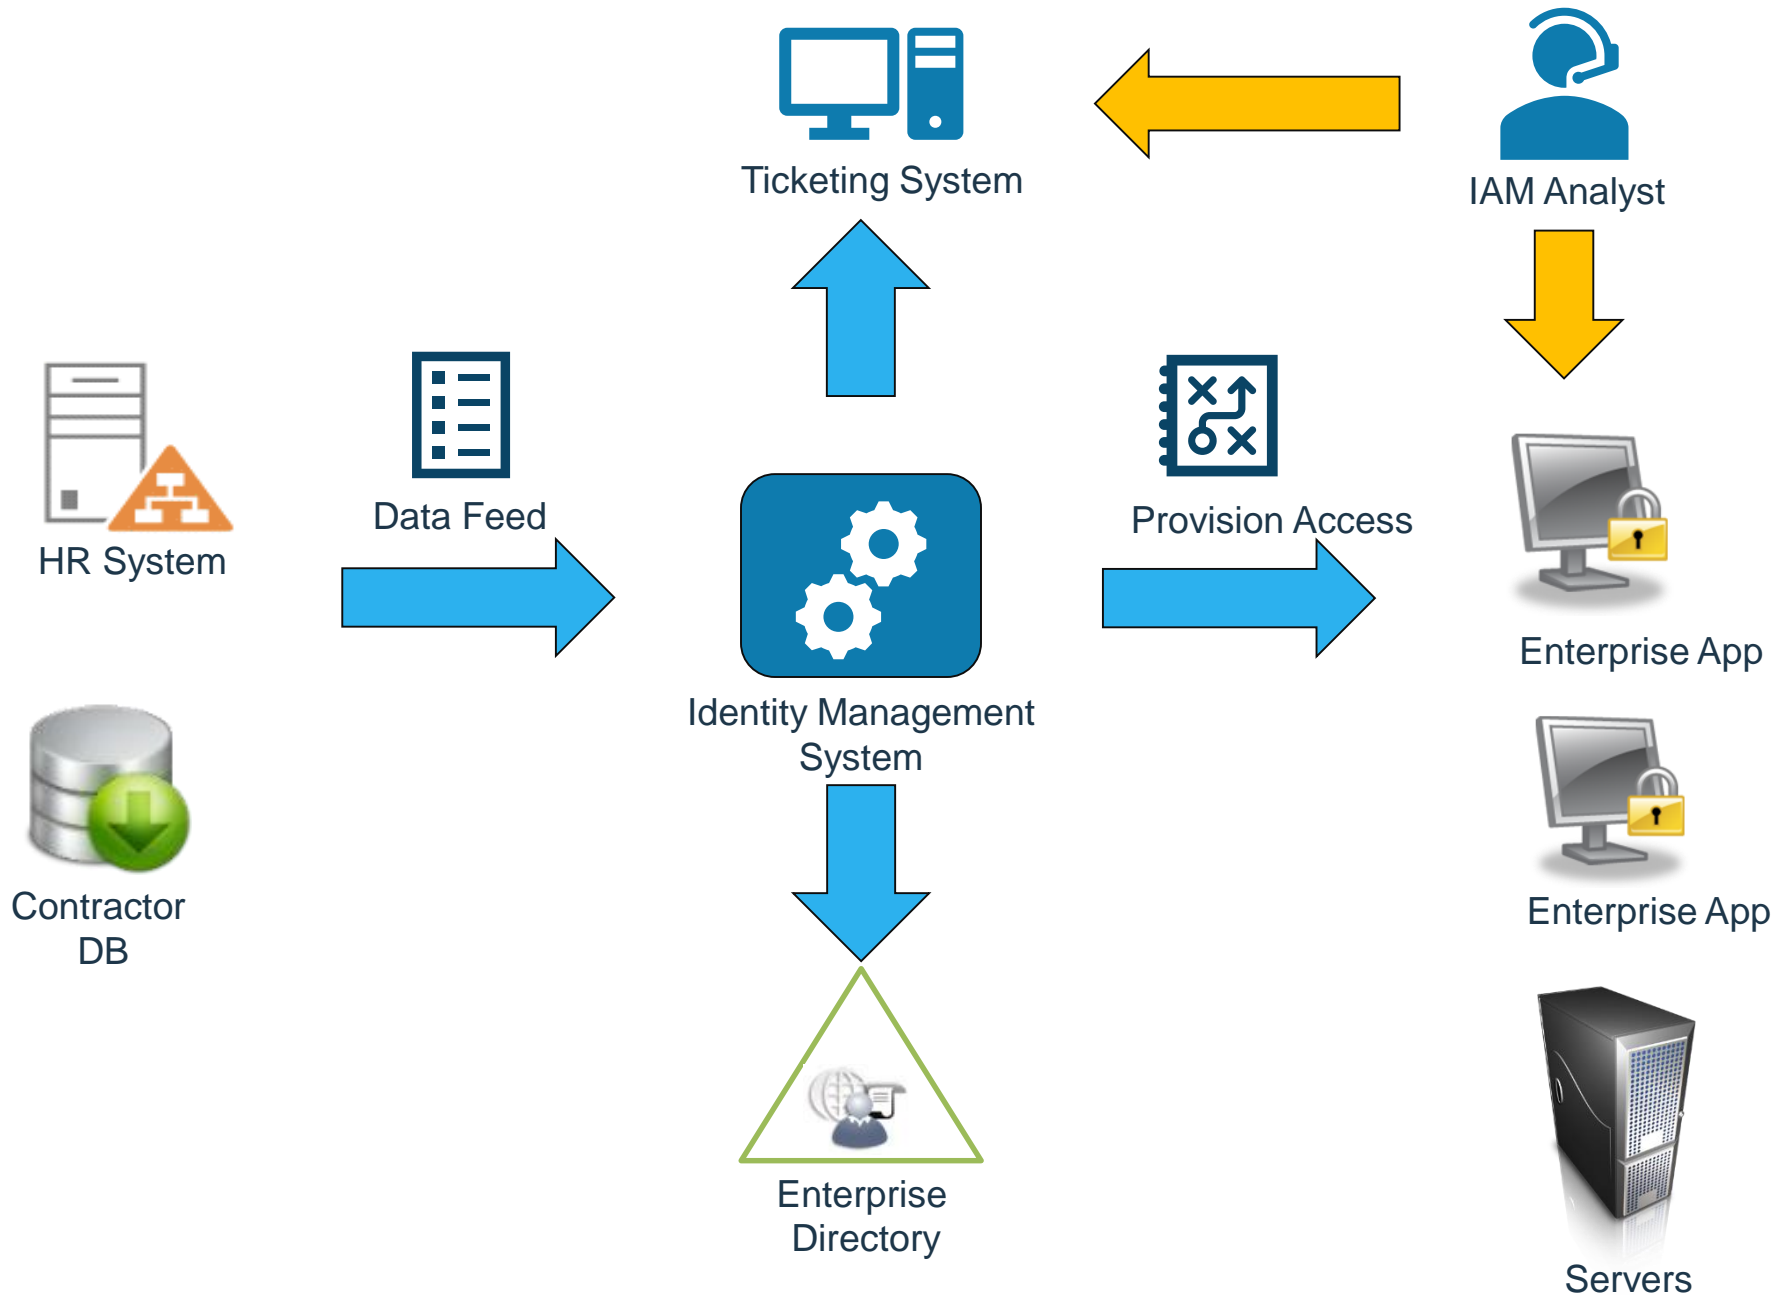 Ticketing System
IAM Analyst
Data Feed
Provision Access
HR System
Enterprise App
Identity Management
System
Contractor
DB
Enterprise App
Enterprise
Directory
Servers